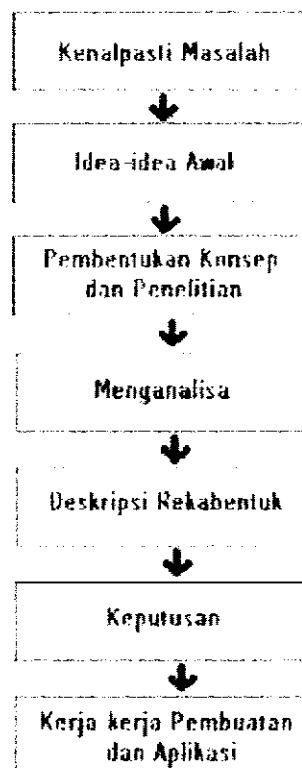 Kenalpasti Masalah
Idea-idea Awal
Pembentukan Konsep
dan Penelitian
Menganalisa
Deskripsi Rekabentuk
Keputusan
Kerja kerja Pembuatan
dan Aplikasi